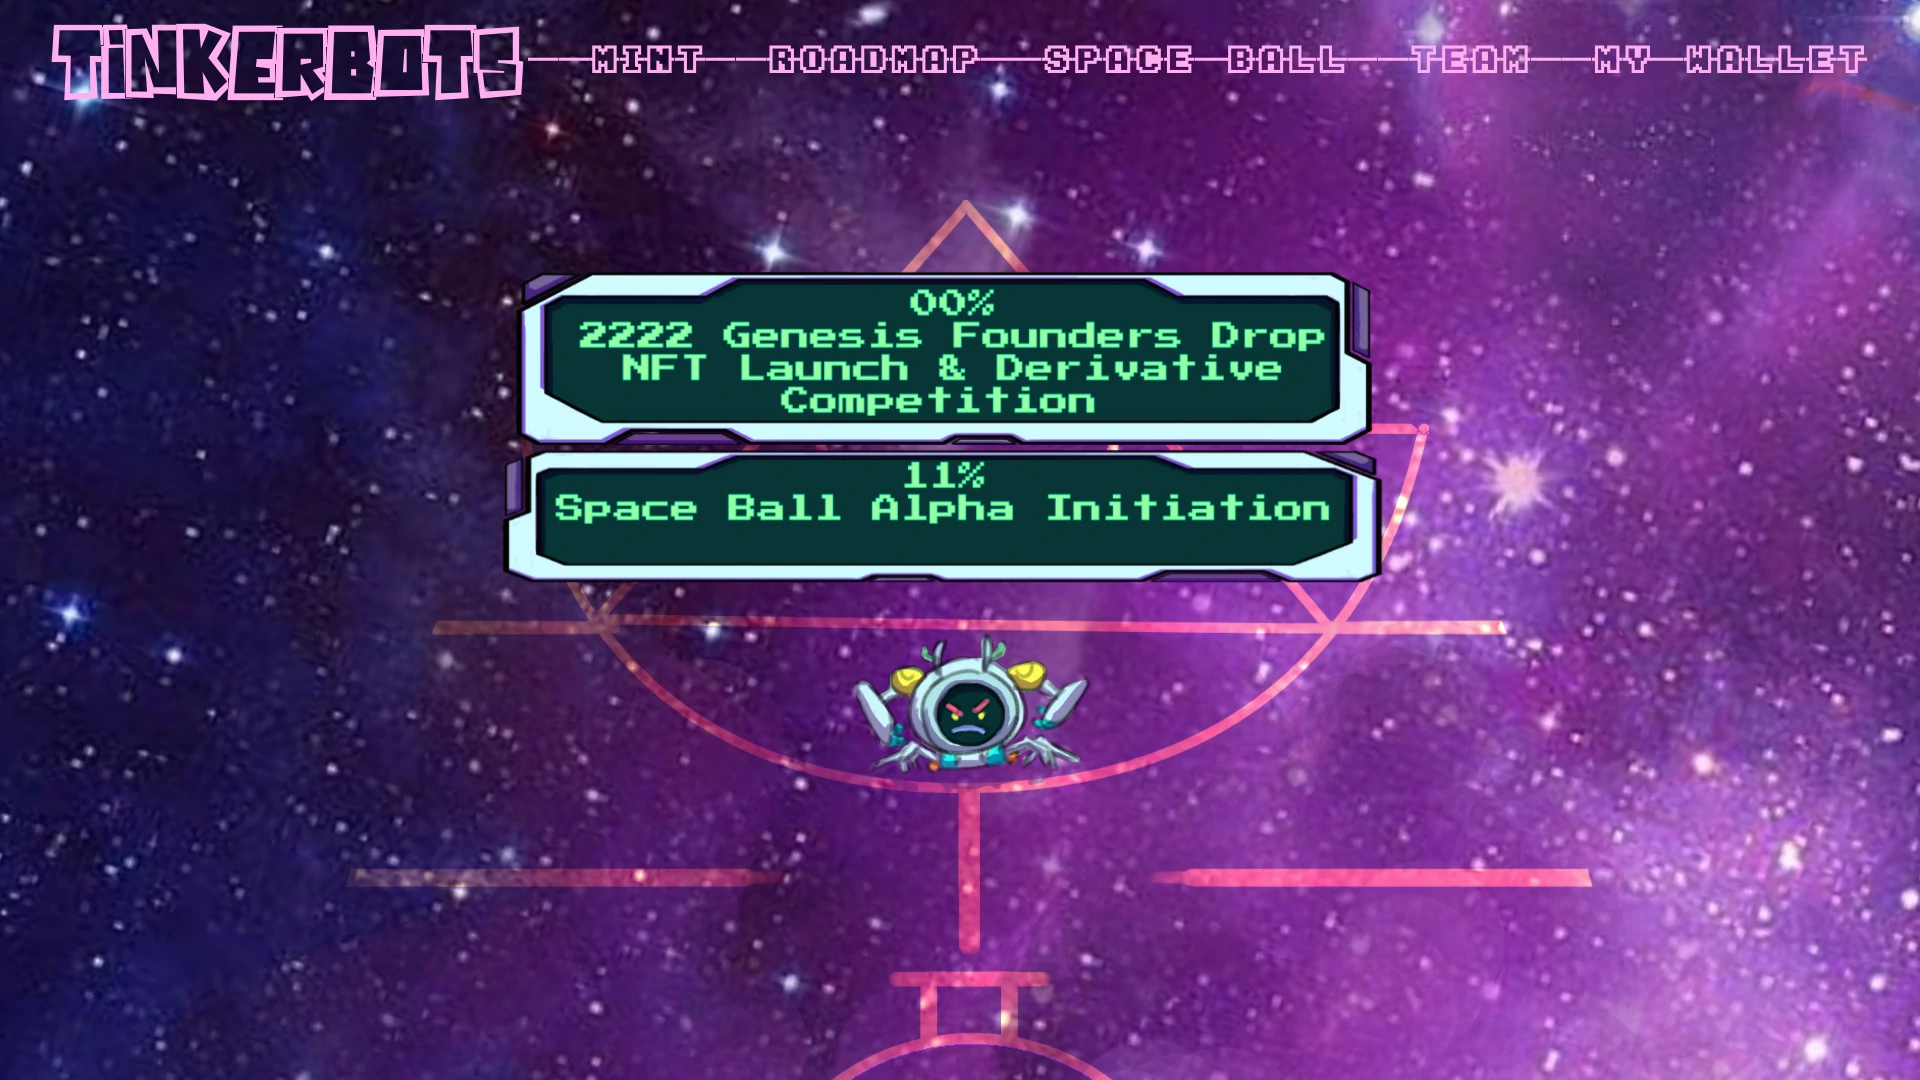 TiNKERBOTS
MINT ROADMAP SPACE BALL TEAM MY WALLET
00%
2222 Genesis Founders Drop
NFT Launch & Derivative
Competition
11%
Space Ball Alpha Initiation